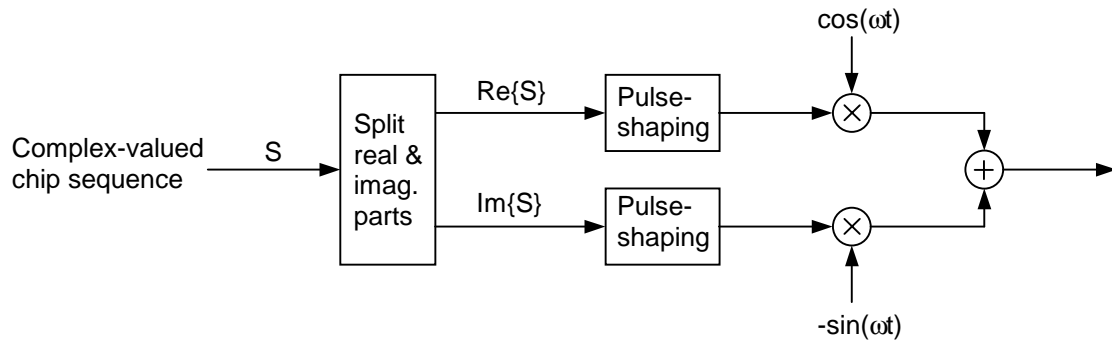 cos(ωt)
Complex-valued
chip sequence
S
Split
real &
imag.
parts
Re{S}
Pulse-
shaping
Im{S}
Pulse-
shaping
-sin(ωt)